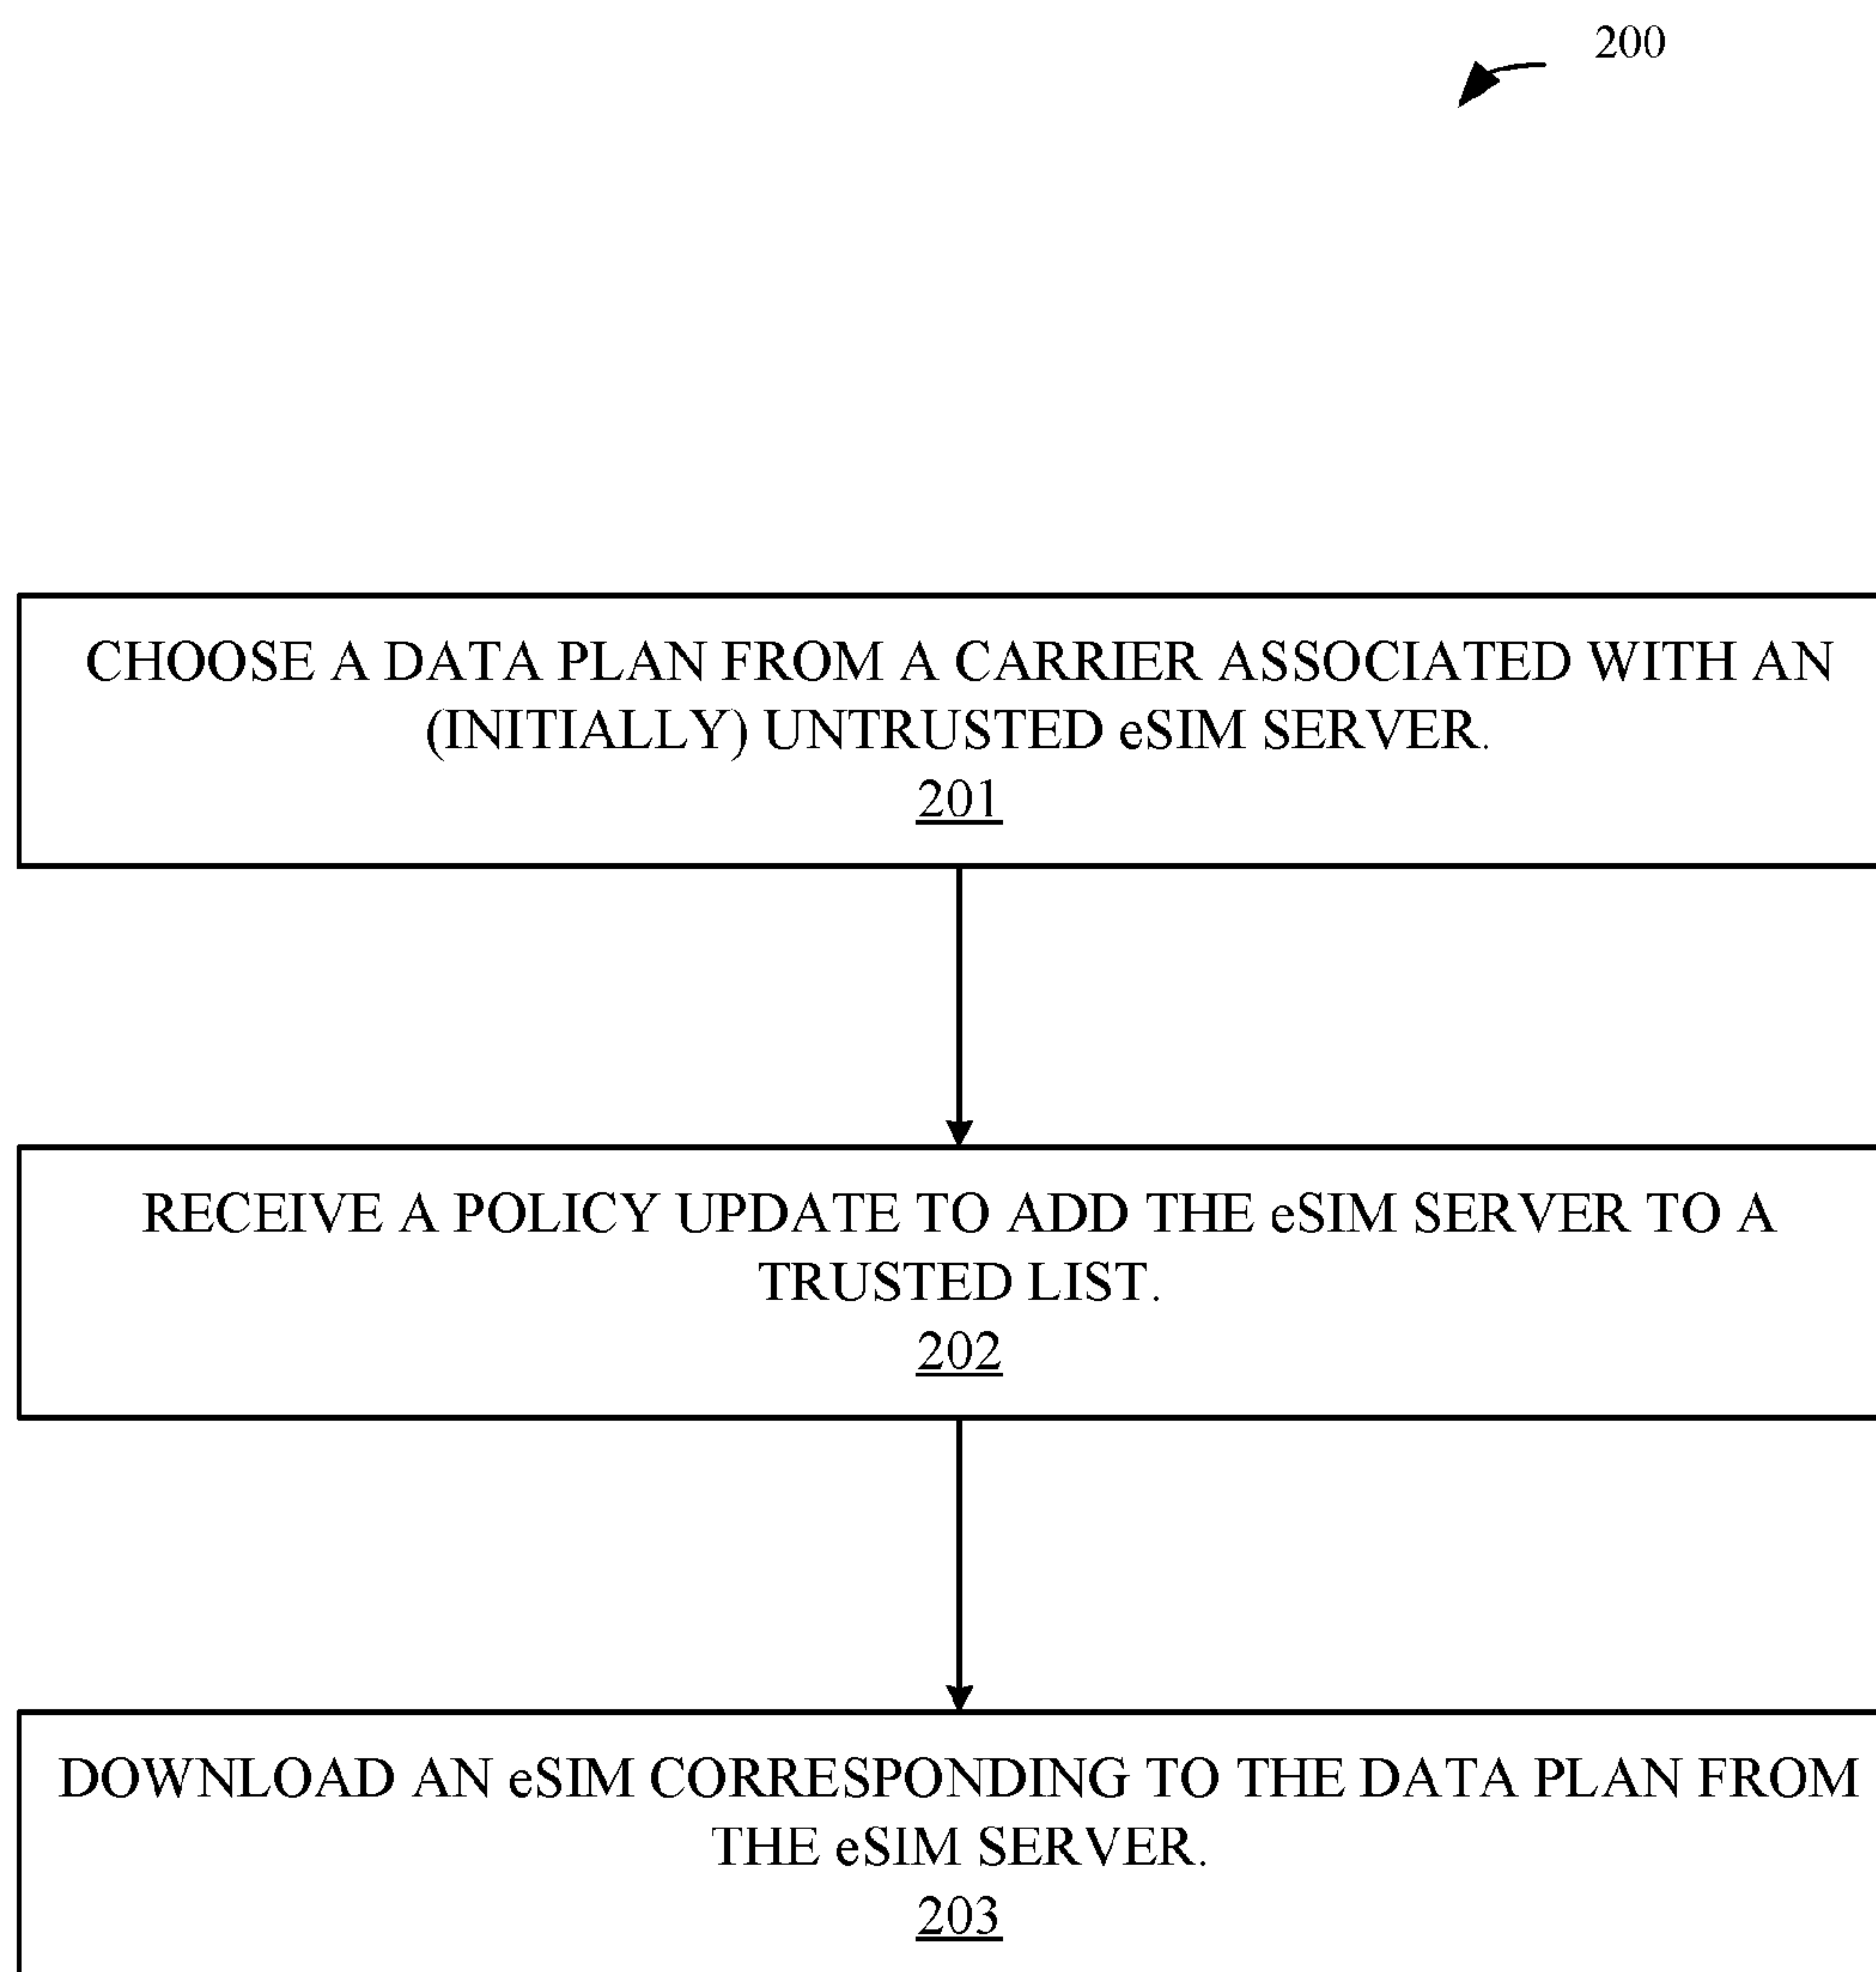 200
CHOOSE A DATA PLAN FROM A CARRIER ASSOCIATED WITH AN
(INITIALLY) UNTRUSTED eSIM SERVER.
201
RECEIVE A POLICY UPDATE TO ADD THE eSIM SERVER TO A
TRUSTED LIST.
202
DOWNLOAD AN eSIM CORRESPONDING TO THE DATA PLAN FROM
THE eSIM SERVER.
203